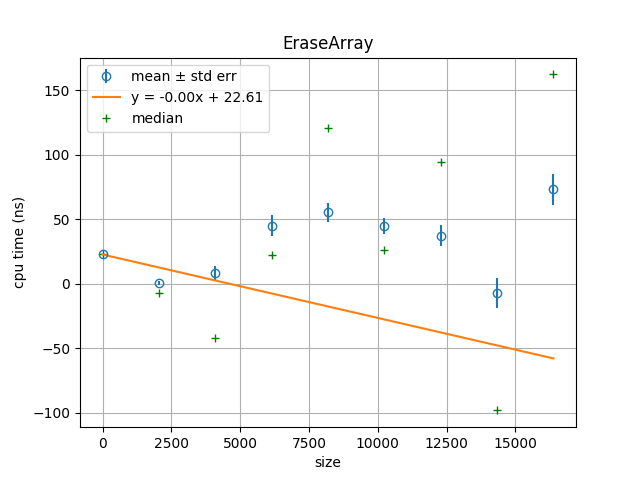 EraseArray
mean ± std err
y = -0.00x + 22.61
median
150
100
50
0
−50
−100
cpu time (ns)
0 2500 5000 7500 10000 12500 15000
size